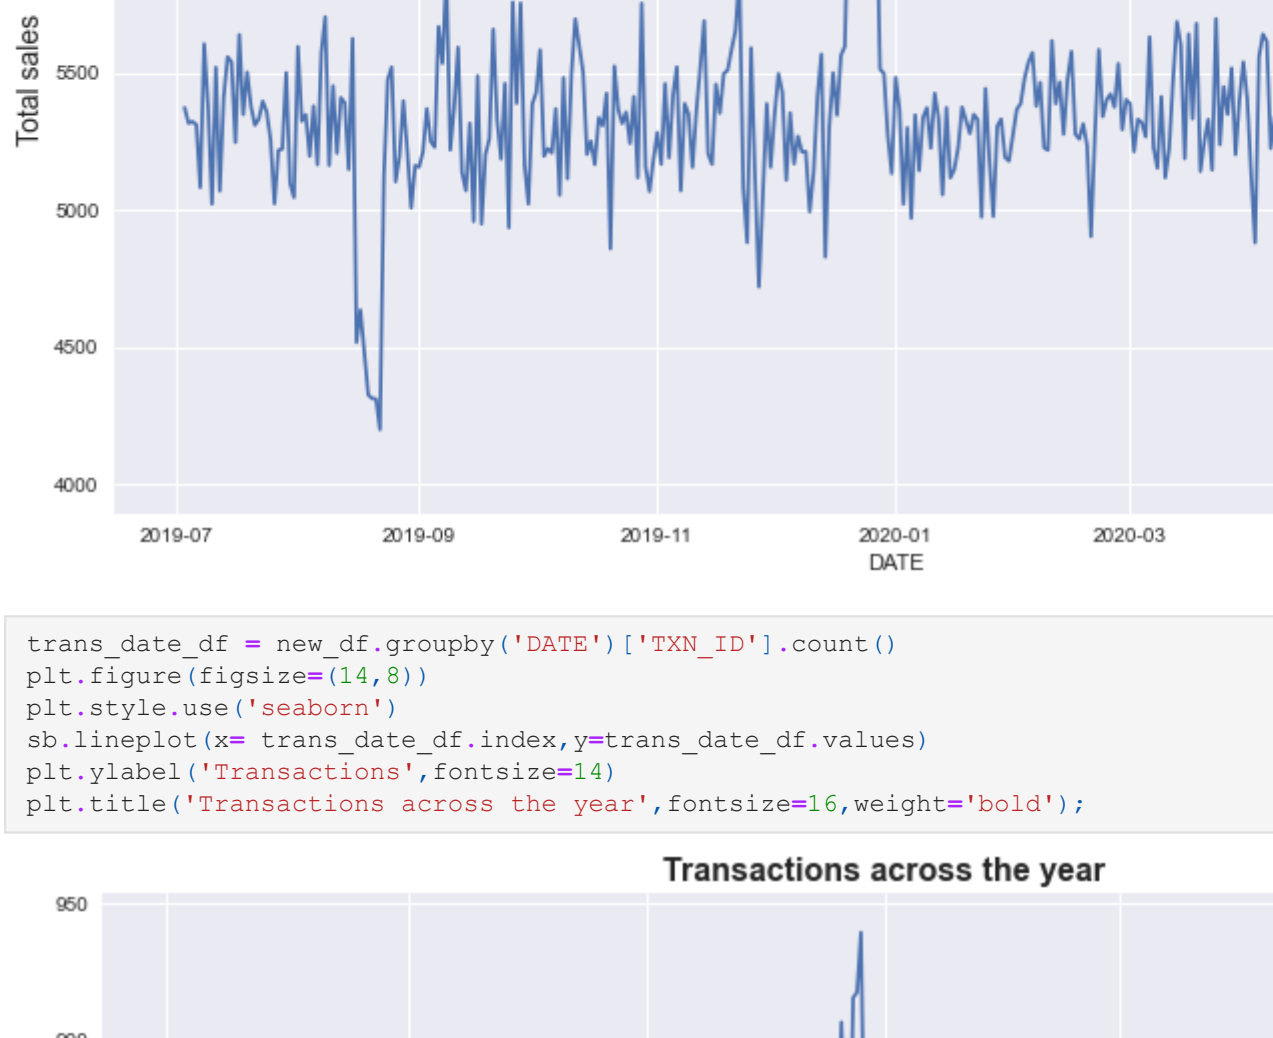 Total sales
5500
5000
4500
4000
2019-07 2019-09 2019-11 2020-01 2020-03
DATE
trans_date_df = new_df.groupby('DATE')['TXN_ID'].count()
plt.figure(figsize=(14,8))
plt.style.use('seaborn')
sb.lineplot(x= trans_date_df.index,y=trans_date_df.values)
plt.ylabel('Transactions',fontsize=14)
plt.title('Transactions across the year',fontsize=16,weight='bold');
Transactions across the year
950